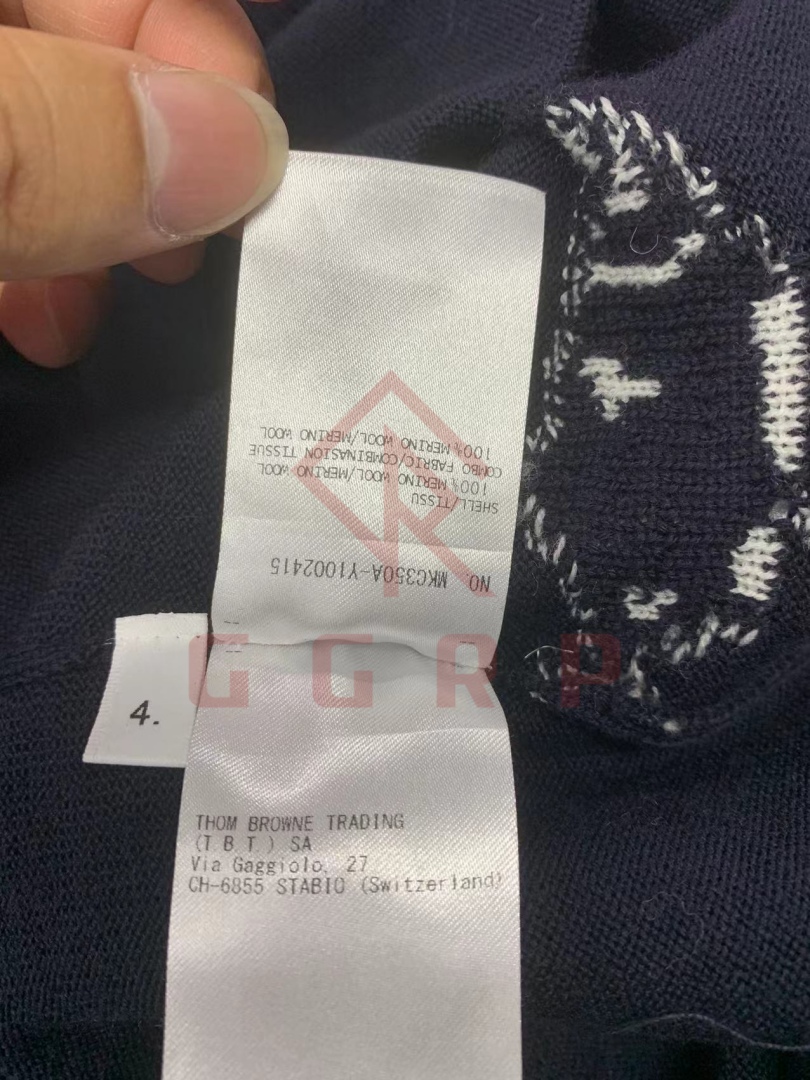 NO. MKC350A-Y1002415
SHELL/TISSU
100% MERINO WOOL/MERINO WOOL
COMBO FABRIC/COMBINASION TISSUE
100% MERINO WOOL/MERINO WOOL
GGRP
4.
THOM BROWNE TRADING
(T B T ) SA
Via Gaggiolo, 27
CH-6855 STABIO (Switzerland)